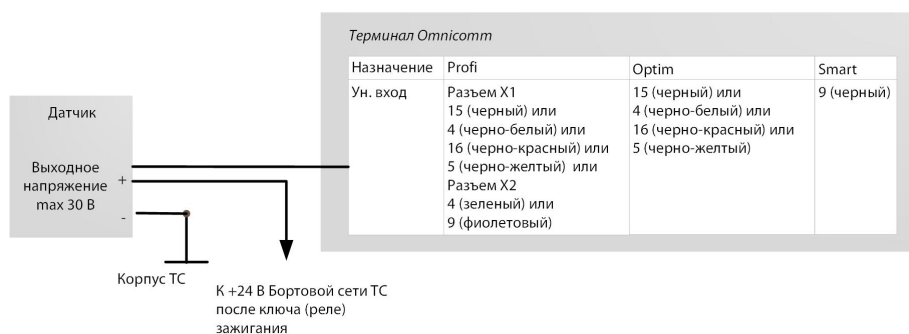 Терминал Omnicomm
Назначение Profi Optim Smart
Ун. вход
Разъем X1
15 (черный) или
4 (черно-белый) или
16 (черно-красный) или
5 (черно-желтый) или
Разъем X2
4 (зеленый) или
9 (фиолетовый)
15 (черный) или
4 (черно-белый) или
16 (черно-красный) или
5 (черно-желтый)
9 (черный)
Датчик
Выходное
напряжение
max 30 В
+
-
Корпус ТС
К +24 В Бортовой сети ТС
после ключа (реле)
зажигания